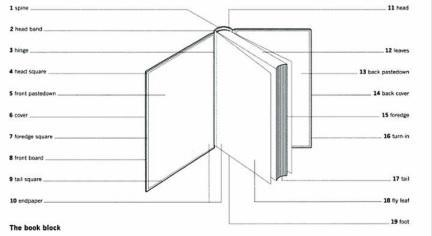 1 spine
2 head band
3 hinge
4 head square
5 front pastedown
6 cover
7 foredge square
8 front board
9 tail square
10 endpaper
11 head
12 leaves
13 back pastedown
14 back cover
15 foredge
16 turn-in
17 tail
18 fly leaf
19 foot
The book block